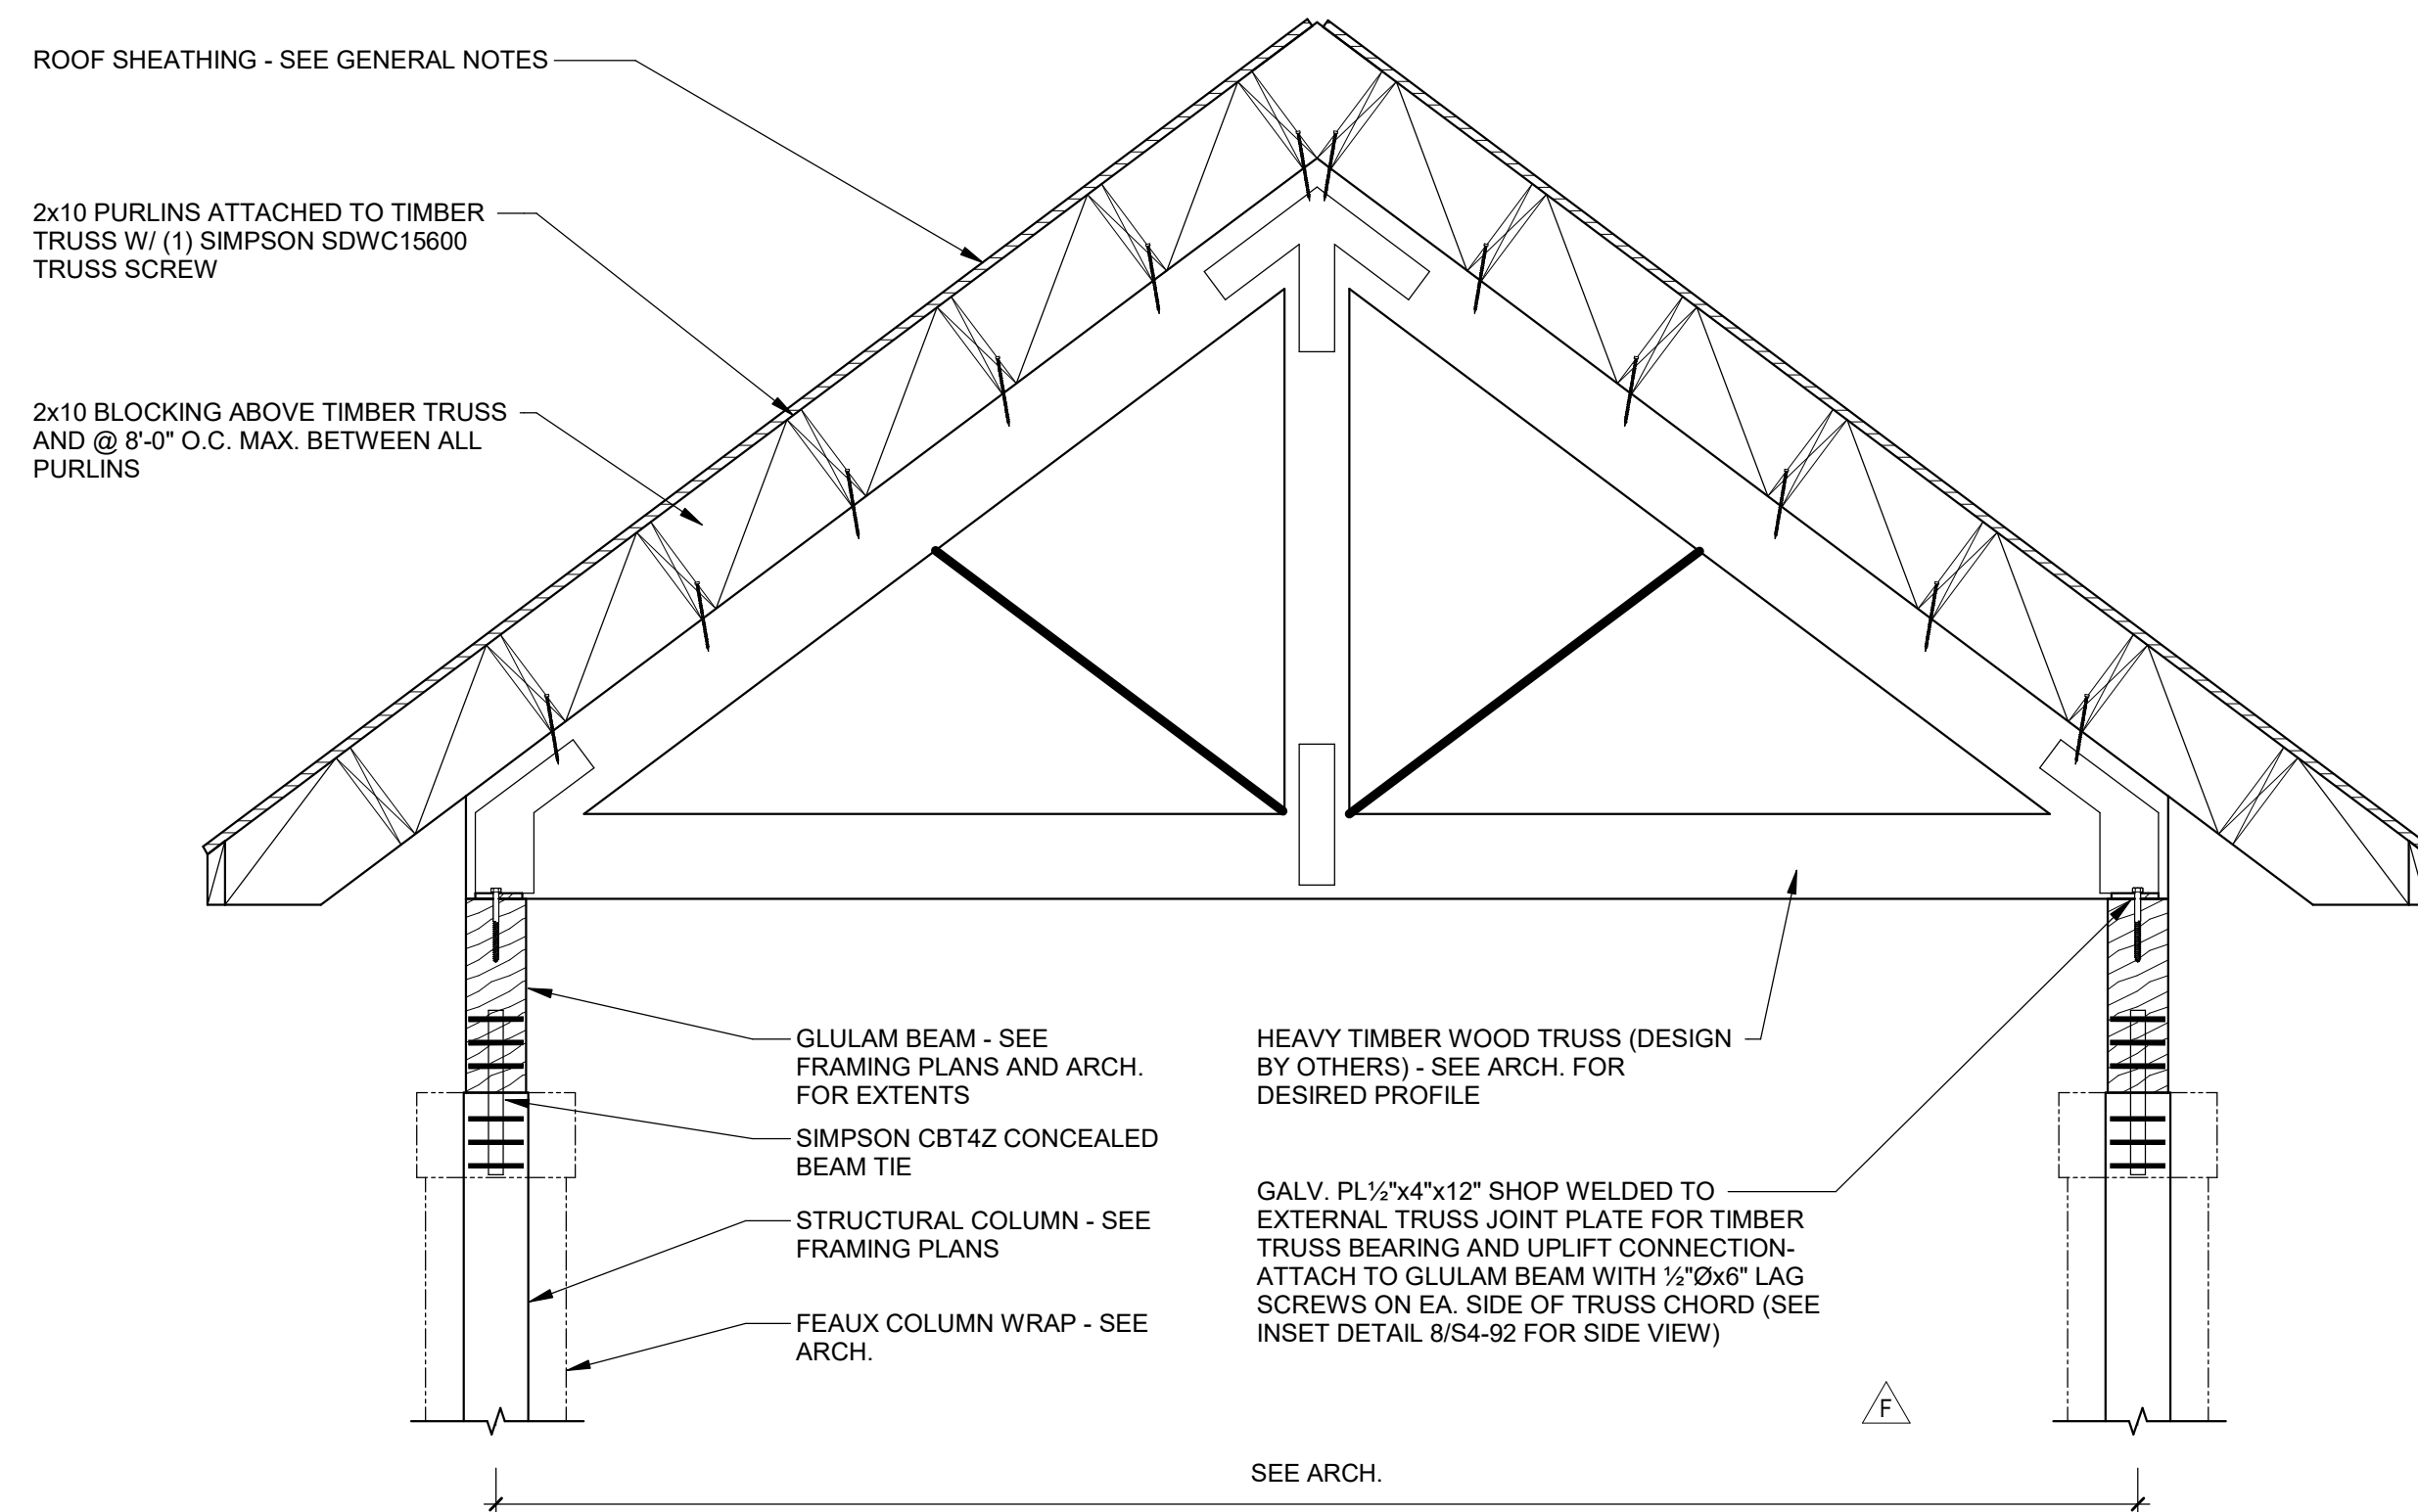 ROOF SHEATHING - SEE GENERAL NOTES
2x10 PURLINS ATTACHED TO TIMBER
TRUSS W/ (1) SIMPSON SDWC15600
TRUSS SCREW
2x10 BLOCKING ABOVE TIMBER TRUSS
AND @ 8'-0" O.C. MAX. BETWEEN ALL
PURLINS
GLULAM BEAM - SEE
FRAMING PLANS AND ARCH.
FOR EXTENTS
SIMPSON CBT4Z CONCEALED
BEAM TIE
STRUCTURAL COLUMN - SEE
FRAMING PLANS
FEAUX COLUMN WRAP - SEE
ARCH.
HEAVY TIMBER WOOD TRUSS (DESIGN
BY OTHERS) - SEE ARCH. FOR
DESIRED PROFILE
GALV. PL½"x4"x12" SHOP WELDED TO
EXTERNAL TRUSS JOINT PLATE FOR TIMBER
TRUSS BEARING AND UPLIFT CONNECTION-
ATTACH TO GLULAM BEAM WITH ½"Øx6" LAG
SCREWS ON EA. SIDE OF TRUSS CHORD (SEE
INSET DETAIL 8/S4-92 FOR SIDE VIEW)
F
SEE ARCH.